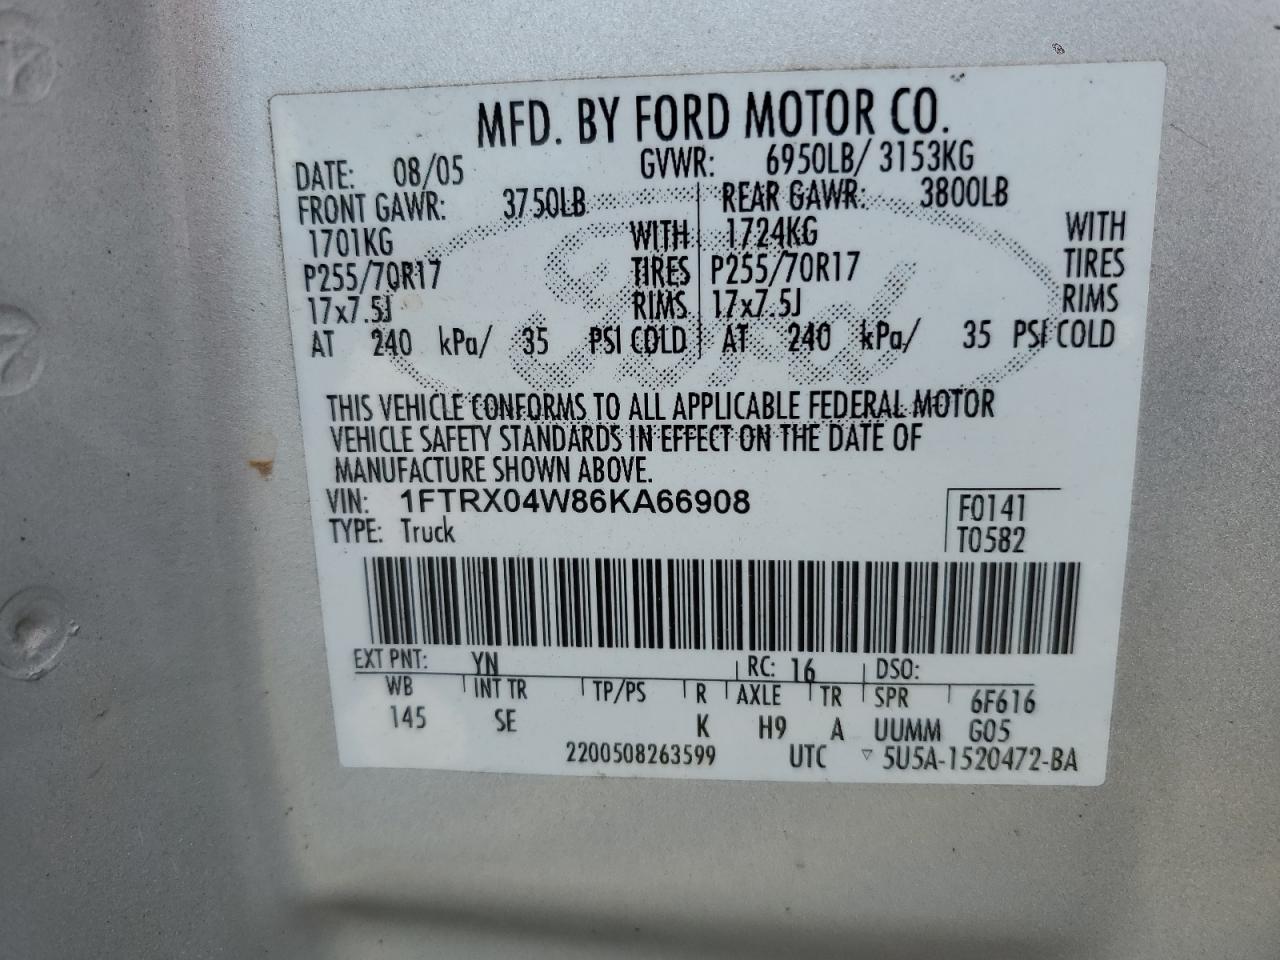 MFD. BY FORD MOTOR CO.
DATE: 08/05 GVWR: 6950LB/ 3153KG
FRONT GAWR: 3750LB REAR GAWR: 3800LB
1701KG WITH 1724KG WITH
P255/70R17 TIRES P255/70R17 TIRES
17x7.5J RIMS 17x7.5J RIMS
AT 240 kPa/ 35 PSI COLD AT 240 kPa/ 35 PSI COLD
THIS VEHICLE CONFORMS TO ALL APPLICABLE FEDERAL MOTOR
VEHICLE SAFETY STANDARDS IN EFFECT ON THE DATE OF
MANUFACTURE SHOWN ABOVE.
VIN: 1FTRX04W86KA66908 F0141
TYPE: Truck T0582
EXT PNT: YN RC: 16 DSO:
WB INT TR TP/PS R AXLE TR SPR 6F616
145 SE K H9 A UUMM G05
2200508263599 UTC ▽ 5U5A-1520472-BA